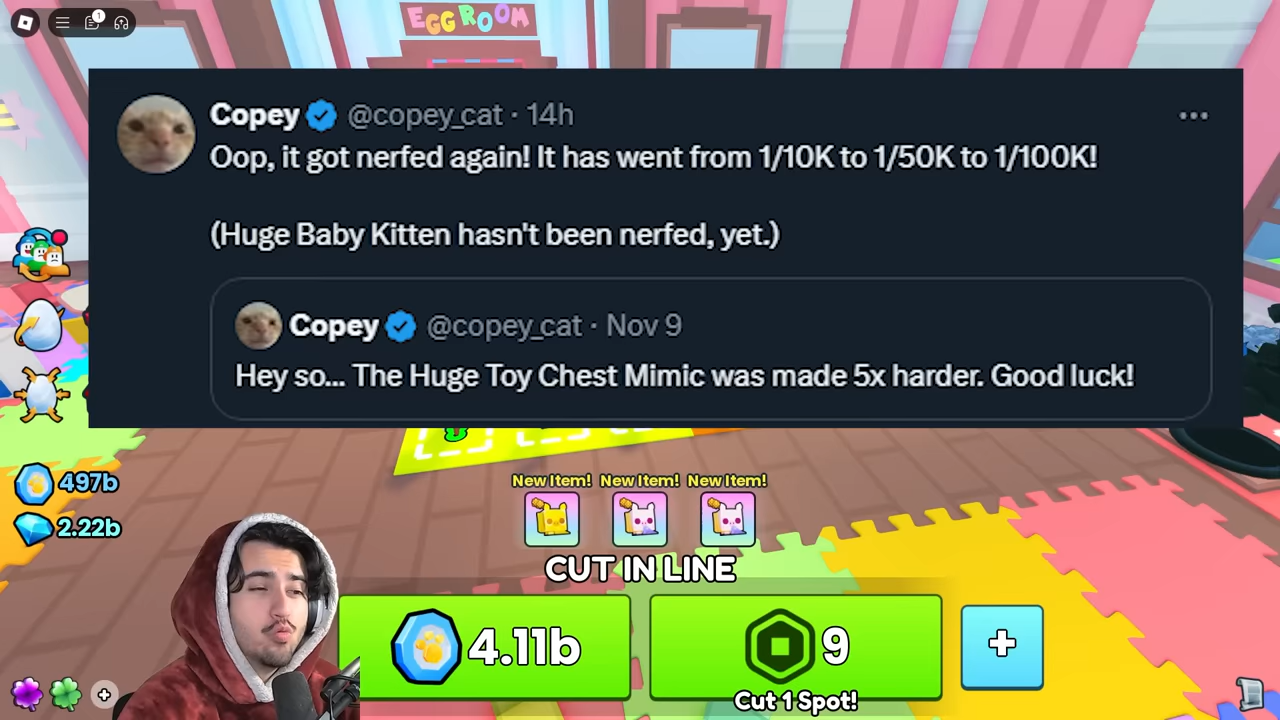 1
EGG ROOM
Copey @copey_cat · 14h
Oop, it got nerfed again! It has went from 1/10K to 1/50K to 1/100K!
(Huge Baby Kitten hasn't been nerfed, yet.)
Copey @copey_cat · Nov 9
Hey so... The Huge Toy Chest Mimic was made 5x harder. Good luck!
497b
2.22b
New Item! New Item! New Item!
CUT IN LINE
4.11b
9
+
Cut 1 Spot!